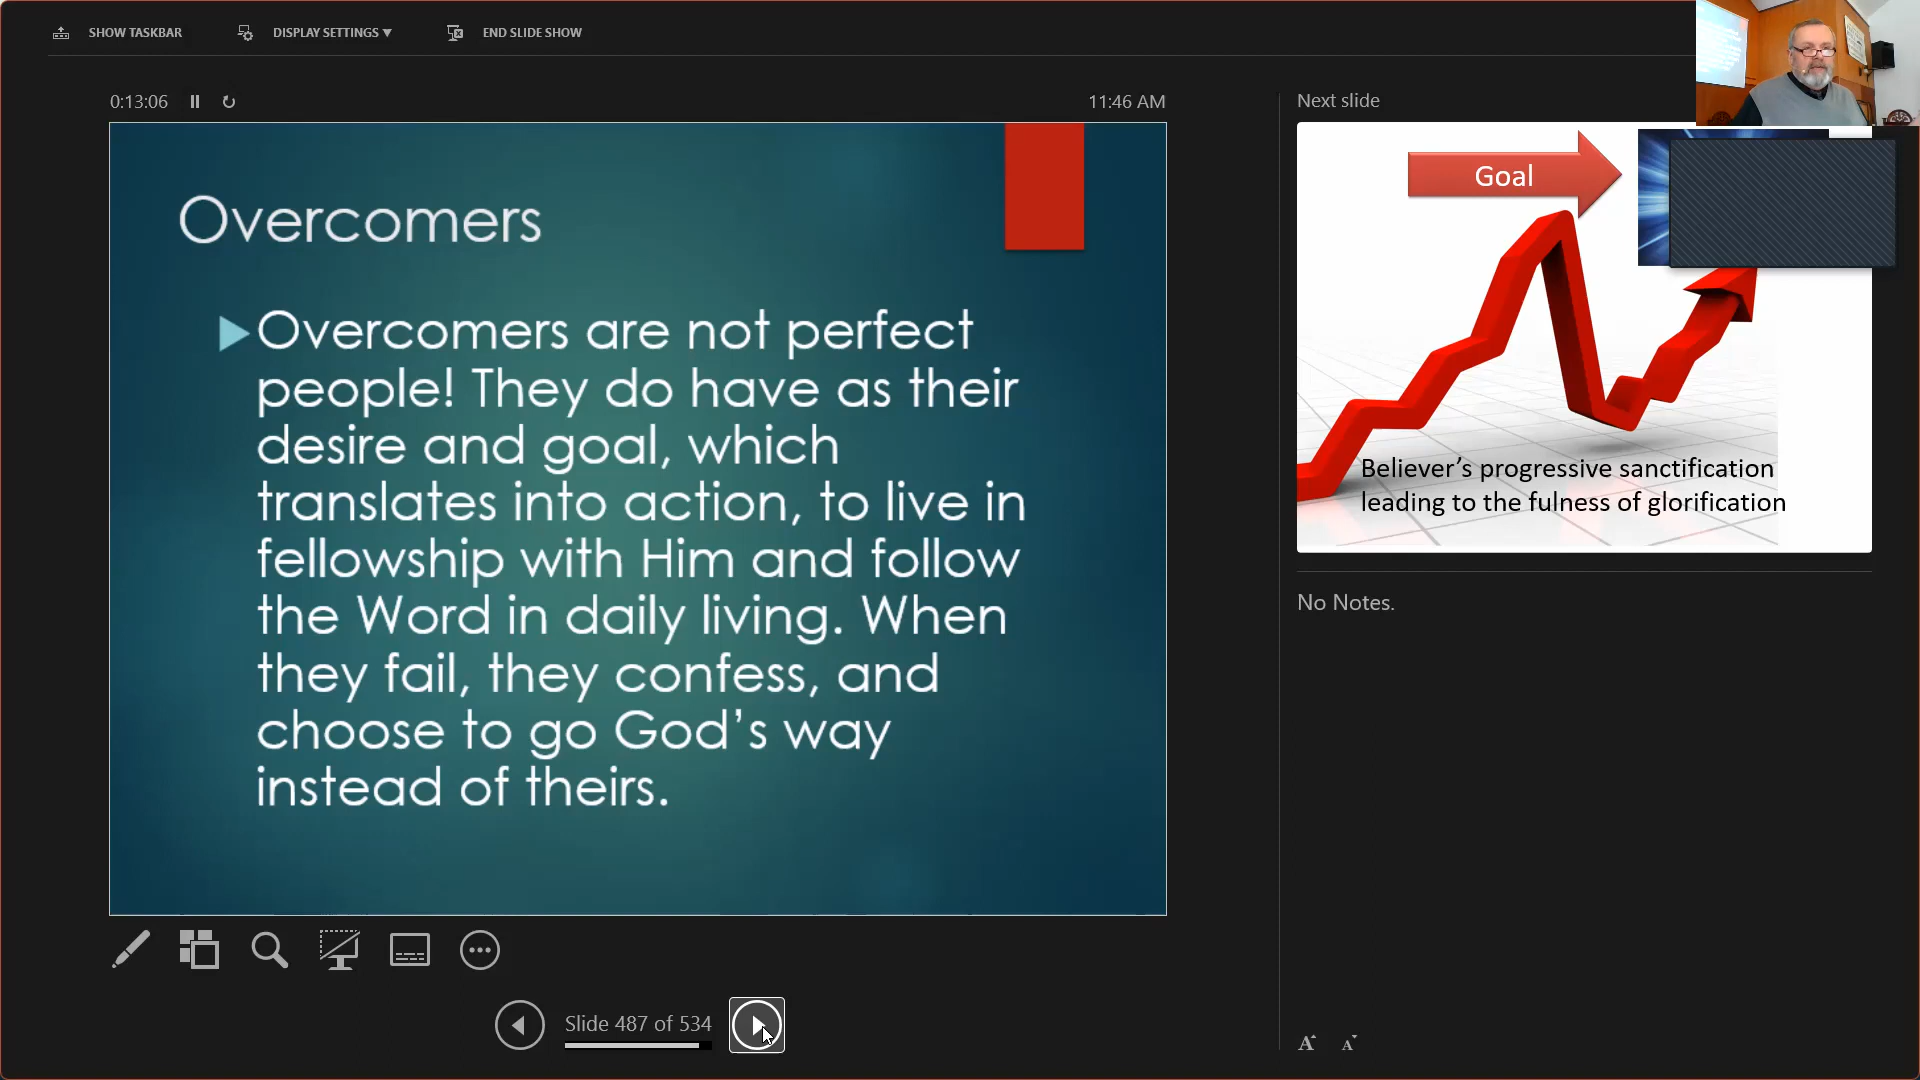 SHOW TASKBAR
DISPLAY SETTINGS ▼
END SLIDE SHOW
0:13:06
11:46 AM
Overcomers
Overcomers are not perfect
people! They do have as their
desire and goal, which
translates into action, to live in
fellowship with Him and follow
the Word in daily living. When
they fail, they confess, and
choose to go God’s way
instead of theirs.
Slide 487 of 534
Next slide
Goal
Believer’s progressive sanctification
leading to the fulness of glorification
No Notes.
A A